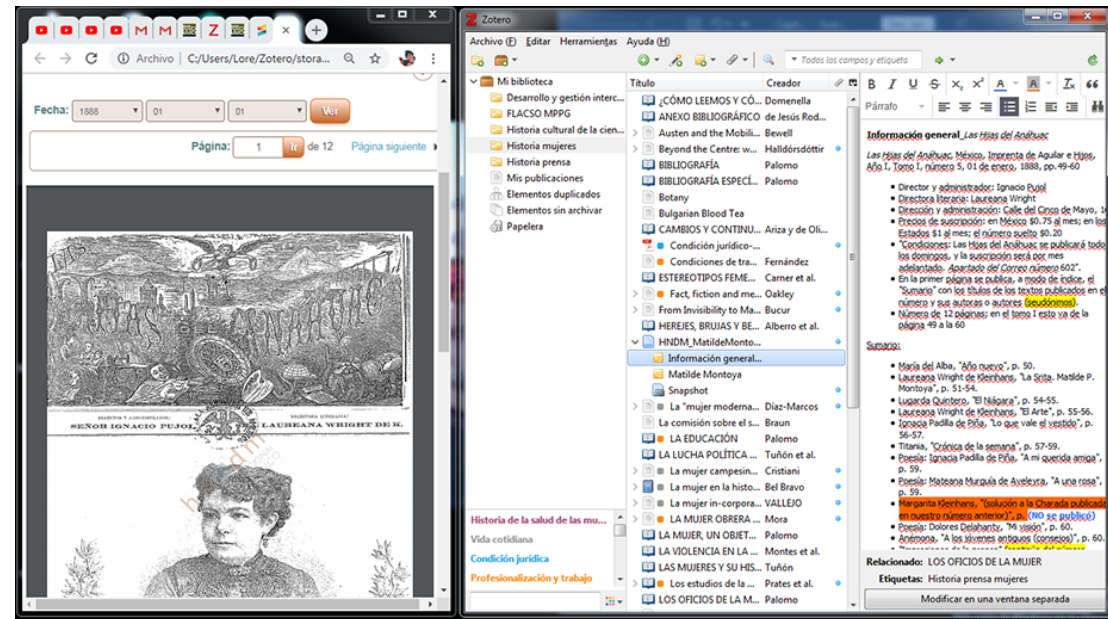 Archivo
C:/Users/Lore/Zotero/stora...
Fecha:
1888
01
01
Ver
Página:
1
Ir
de 12
Página siguiente
HIJAS
ANAHUAC
DIRECTOR Y ADMINISTRADOR:
DIRECTORA LITERARIA:
SEÑOR IGNACIO PUJOL
LAUREANA WRIGHT DE K.
Zotero
Archivo (F) Editar Herramientas Ayuda (H)
Todos los campos y etiqueta
Mi biblioteca
Desarrollo y gestión interc...
FLACSO MPPG
Historia cultural de la cien...
Historia mujeres
Historia prensa
Mis publicaciones
Elementos duplicados
Elementos sin archivar
Papelera
Historia de la salud de las mu...
Vida cotidiana
Condición jurídica
Profesionalización y trabajo
Título Creador
¿CÓMO LEEMOS Y CÓ... Domenella
ANEXO BIBLIOGRÁFICO de Jesús Rod...
Austen and the Mobili... Bewell
Beyond the Centre: w... Halldórsdóttir
BIBLIOGRAFÍA Palomo
BIBLIOGRAFÍA ESPECÍ... Palomo
Botany
Bulgarian Blood Tea
CAMBIOS Y CONTINU... Ariza y de Oli...
Condición jurídico-...
Condiciones de tra... Fernández
ESTEREOTIPOS FEME... Carner et al.
Fact, fiction and me... Oakley
From Invisibility to Ma... Bucur
HEREJES, BRUJAS Y BE... Alberro et al.
HNDM_MatildeMonto...
Información general...
Matilde Montoya
Snapshot
La "mujer moderna... Díaz-Marcos
La comisión sobre el s... Braun
LA EDUCACIÓN Palomo
LA LUCHA POLÍTICA ... Tuñón et al.
La mujer campesin... Cristiani
La mujer en la histo... Bel Bravo
La mujer in-corpora... VALLEJO
LA MUJER OBRERA ... Mora
LA MUJER, UN OBJET... Palomo
LA VIOLENCIA EN LA ... Montes et al.
LAS MUJERES Y SU HIS... Tuñón
Los estudios de la ... Prates et al.
LOS OFICIOS DE LA M... Palomo
Párrafo
Información general_Las Hijas del Anáhuac
Las Hijas del Anáhuac, México, Imprenta de Aguilar e Hijos,
Año I, Tomo I, número 5, 01 de enero, 1888, pp.49-60
Director y administrador: Ignacio Pujol
Directora literaria: Laureana Wright
Dirección y administración: Calle del Cinco de Mayo, 16
Precios de suscripción: en México $0.75 al mes; en los
Estados $1 al mes; el número suelto $0.20
"Condiciones: Las Hijas del Anáhuac se publicará todos
los domingos, y la suscripción será por mes
adelantado. Apartado del Correo número 602".
En la primer página se publica, a modo de índice, el
"Sumario" con los títulos de los textos publicados en el
número y sus autoras o autores (seudónimos).
Número de 12 páginas; en el tomo I esto va de la
página 49 a la 60
Sumario:
María del Alba, "Año nuevo", p. 50.
Laureana Wright de Kleinhans, "La Srita. Matilde P.
Montoya", p. 51-54.
Lugarda Quintero, "El Niágara", p. 54-55.
Laureana Wright de Kleinhans, "El Arte", p. 55-56.
Ignacia Padilla de Piña, "Lo que vale el vestido", p.
56-57.
Titania, "Crónica de la semana", p. 57-59.
Poesía: Ignacia Padilla de Piña, "A mi querida amiga",
p. 59.
Poesía: Mateana Murguía de Aveleyra, "A una rosa",
p. 59.
Margarita Kleinhans, "(solución a la Charada publicada
en nuestro número anterior)", p. (NO se publicó)
Poesía: Dolores Delahanty, "Mi visión", p. 60.
Anémona, "A los jóvenes antiguos (consejos)", p. 60.
Relacionado: LOS OFICIOS DE LA MUJER
Etiquetas: Historia prensa mujeres
Modificar en una ventana separada